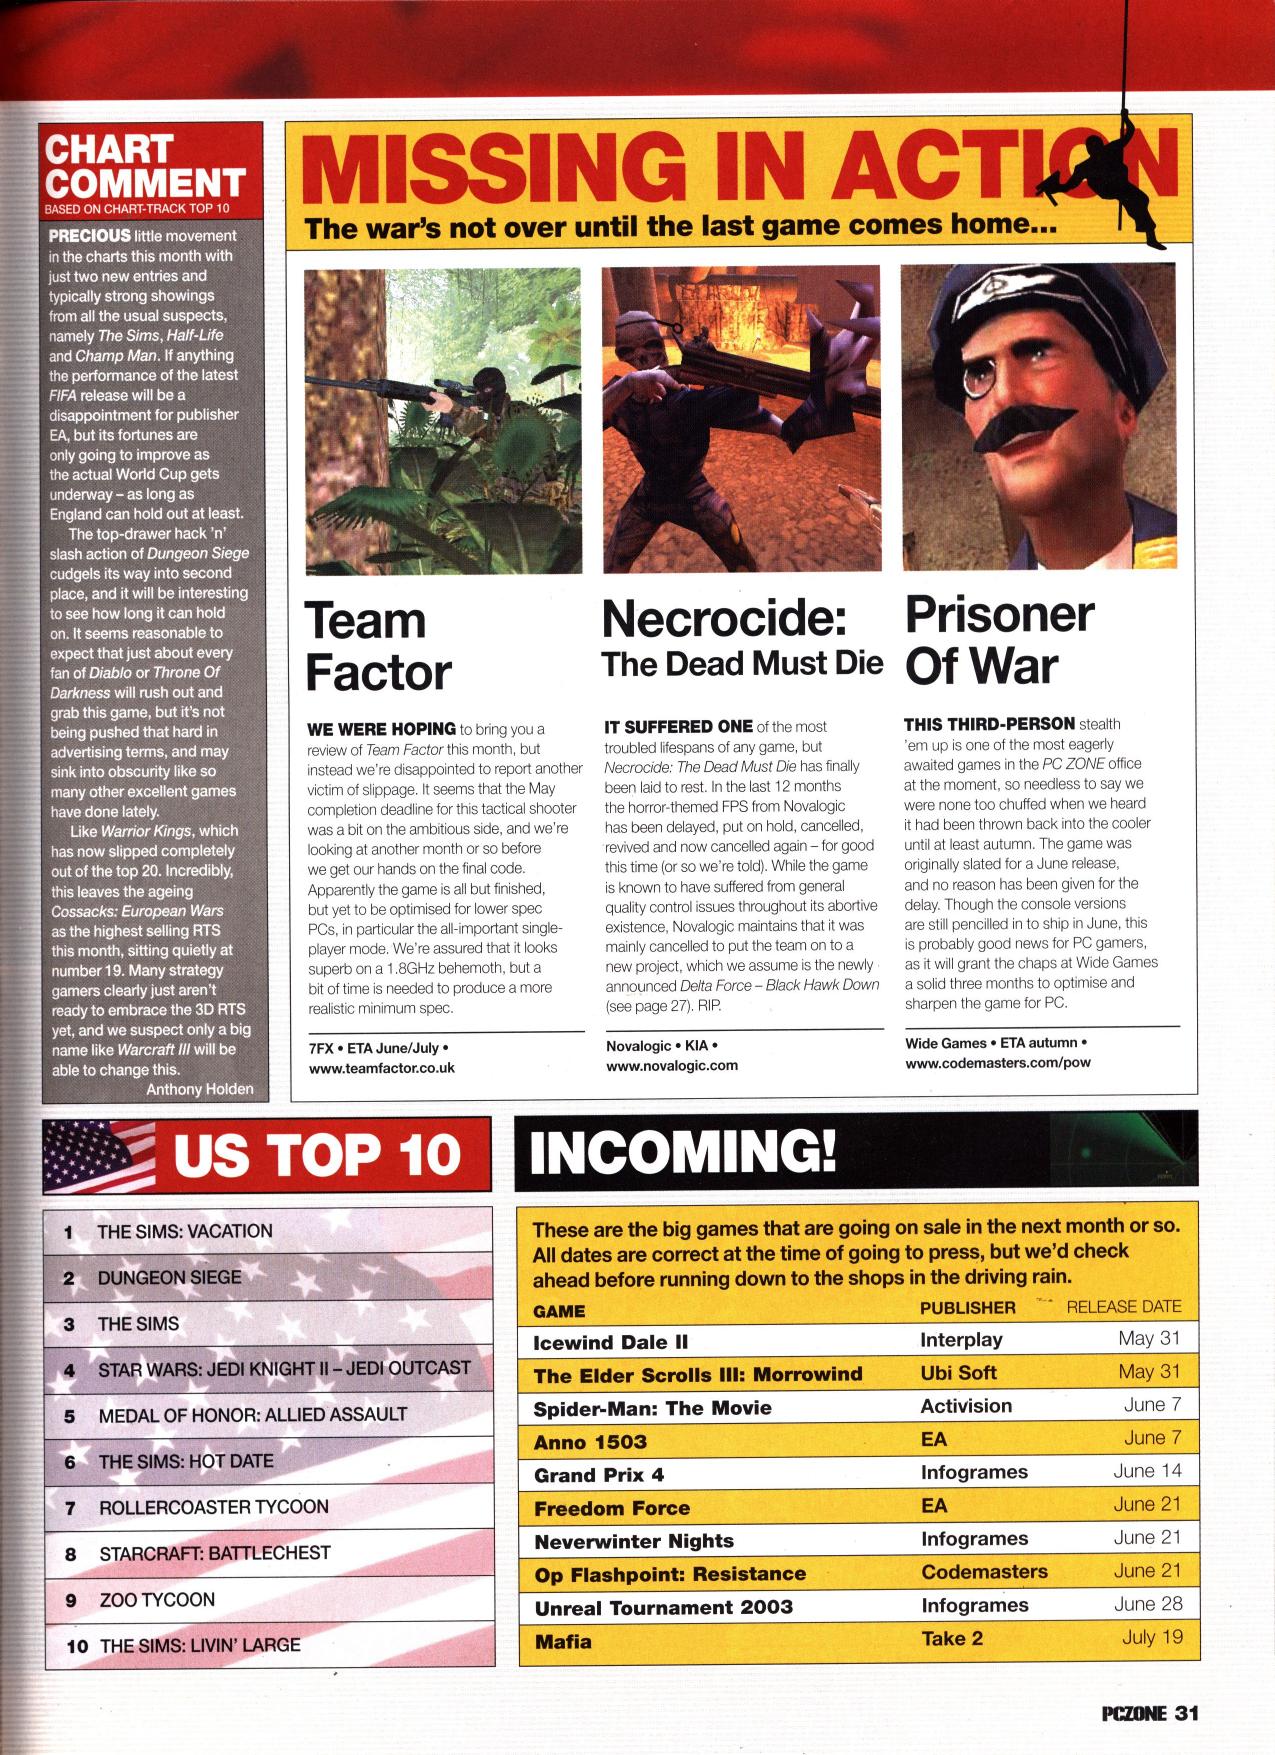 CHART
COMMENT
BASED ON CHART-TRACK TOP 10
PRECIOUS little movement
in the charts this month with
just two new entries and
typically strong showings
from all the usual suspects,
namely The Sims, Half-Life
and Champ Man. If anything
the performance of the latest
FIFA release will be a
disappointment for publisher
EA, but its fortunes are
only going to improve as
the actual World Cup gets
underway – as long as
England can hold out at least.
The top-drawer hack 'n'
slash action of Dungeon Siege
cudgels its way into second
place, and it will be interesting
to see how long it can hold
on. It seems reasonable to
expect that just about every
fan of Diablo or Throne Of
Darkness will rush out and
grab this game, but it's not
being pushed that hard in
advertising terms, and may
sink into obscurity like so
many other excellent games
have done lately.
Like Warrior Kings, which
has now slipped completely
out of the top 20. Incredibly,
this leaves the ageing
Cossacks: European Wars
as the highest selling RTS
this month, sitting quietly at
number 19. Many strategy
gamers clearly just aren't
ready to embrace the 3D RTS
yet, and we suspect only a big
name like Warcraft III will be
able to change this.
Anthony Holden
MISSING IN ACTION
The war's not over until the last game comes home...
Team
Factor
WE WERE HOPING to bring you a
review of Team Factor this month, but
instead we're disappointed to report another
victim of slippage. It seems that the May
completion deadline for this tactical shooter
was a bit on the ambitious side, and we're
looking at another month or so before
we get our hands on the final code.
Apparently the game is all but finished,
but yet to be optimised for lower spec
PCs, in particular the all-important single-
player mode. We're assured that it looks
superb on a 1.8GHz behemoth, but a
bit of time is needed to produce a more
realistic minimum spec.
7FX • ETA June/July •
www.teamfactor.co.uk
Necrocide:
The Dead Must Die
IT SUFFERED ONE of the most
troubled lifespans of any game, but
Necrocide: The Dead Must Die has finally
been laid to rest. In the last 12 months
the horror-themed FPS from Novalogic
has been delayed, put on hold, cancelled,
revived and now cancelled again – for good
this time (or so we're told). While the game
is known to have suffered from general
quality control issues throughout its abortive
existence, Novalogic maintains that it was
mainly cancelled to put the team on to a
new project, which we assume is the newly
announced Delta Force – Black Hawk Down
(see page 27). RIP.
Novalogic • KIA •
www.novalogic.com
Prisoner
Of War
THIS THIRD-PERSON stealth
'em up is one of the most eagerly
awaited games in the PC ZONE office
at the moment, so needless to say we
were none too chuffed when we heard
it had been thrown back into the cooler
until at least autumn. The game was
originally slated for a June release,
and no reason has been given for the
delay. Though the console versions
are still pencilled in to ship in June, this
is probably good news for PC gamers,
as it will grant the chaps at Wide Games
a solid three months to optimise and
sharpen the game for PC.
Wide Games • ETA autumn •
www.codemasters.com/pow
US TOP 10
1 THE SIMS: VACATION
2 DUNGEON SIEGE
3 THE SIMS
4 STAR WARS: JEDI KNIGHT II – JEDI OUTCAST
5 MEDAL OF HONOR: ALLIED ASSAULT
6 THE SIMS: HOT DATE
7 ROLLERCOASTER TYCOON
8 STARCRAFT: BATTLECHEST
9 ZOO TYCOON
10 THE SIMS: LIVIN' LARGE
INCOMING!
These are the big games that are going on sale in the next month or so.
All dates are correct at the time of going to press, but we'd check
ahead before running down to the shops in the driving rain.
GAME PUBLISHER RELEASE DATE
Icewind Dale II Interplay May 31
The Elder Scrolls III: Morrowind Ubi Soft May 31
Spider-Man: The Movie Activision June 7
Anno 1503 EA June 7
Grand Prix 4 Infogrames June 14
Freedom Force EA June 21
Neverwinter Nights Infogrames June 21
Op Flashpoint: Resistance Codemasters June 21
Unreal Tournament 2003 Infogrames June 28
Mafia Take 2 July 19
PCZONE 31